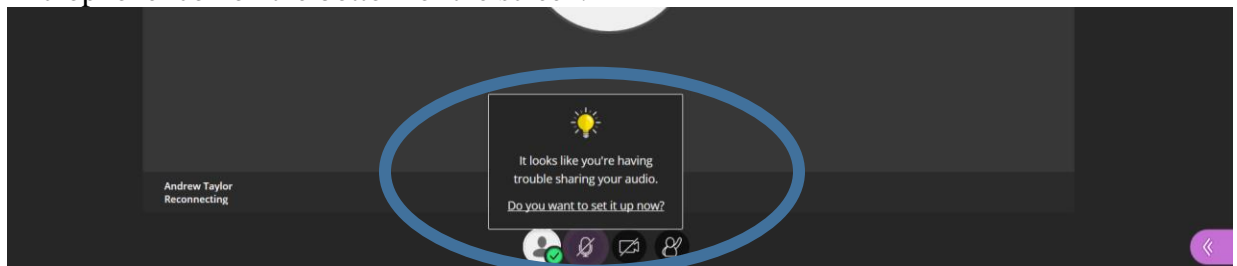 It looks like you're having
trouble sharing your audio.
Do you want to set it up now?
Andrew Taylor
Reconnecting